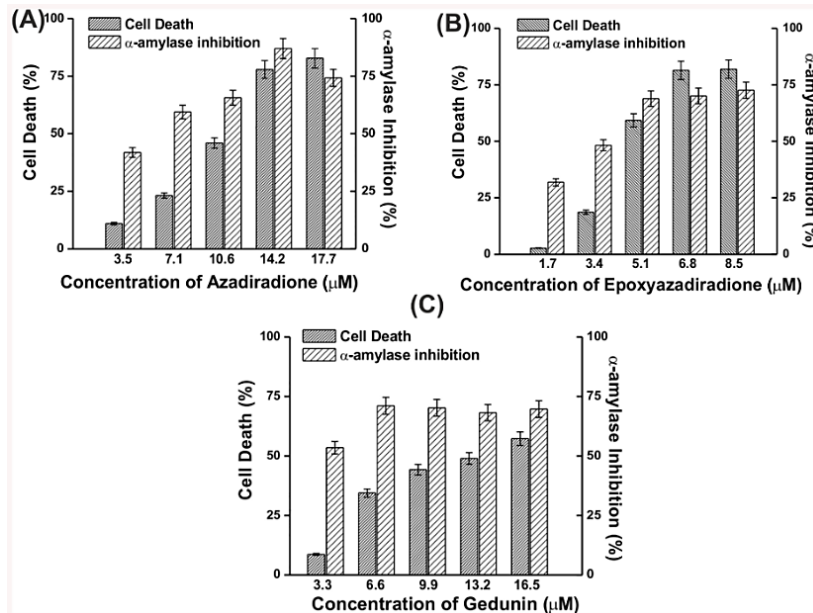 (A)
Cell Death
α-amylase inhibition
100
75
50
25
0
Cell Death (%)
100
75
50
25
0
α-amylase Inhibition
(%)
3.5 7.1 10.6 14.2 17.7
Concentration of Azadiradione (μM)
(B)
Cell Death
α-amylase inhibition
100
75
50
25
0
Cell Death (%)
100
75
50
25
0
α-amylase Inhibition
(%)
1.7 3.4 5.1 6.8 8.5
Concentration of Epoxyazadiradione (μM)
(C)
Cell Death
α-amylase inhibition
100
75
50
25
0
Cell Death (%)
100
75
50
25
0
α-amylase Inhibition
(%)
3.3 6.6 9.9 13.2 16.5
Concentration of Gedunin (μM)